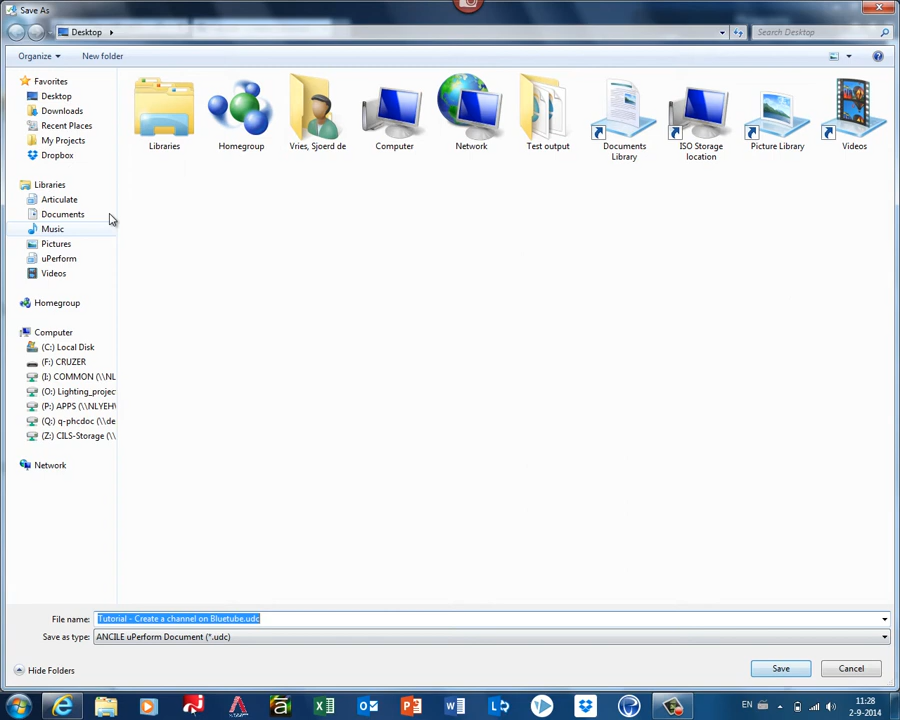 Save As
Desktop
Search Desktop
Organize
New folder
Favorites
Desktop
Downloads
Recent Places
My Projects
Dropbox
Libraries
Articulate
Documents
Music
Pictures
uPerform
Videos
Homegroup
Computer
(C:) Local Disk
(F:) CRUZER
(I:) COMMON (\\NL
(O:) Lighting_projec
(P:) APPS (\\NLYEH
(Q:) q-phcdoc (\\de
(Z:) CILS-Storage (\\
Network
Libraries
Homegroup
Vries, Sjoerd de
Computer
Network
Test output
Documents
Library
ISO Storage
location
Picture Library
Videos
File name:
Tutorial - Create a channel on Bluetube.udc
Save as type:
ANCILE uPerform Document (*.udc)
Hide Folders
Save
Cancel
EN
11:28
2-9-2014